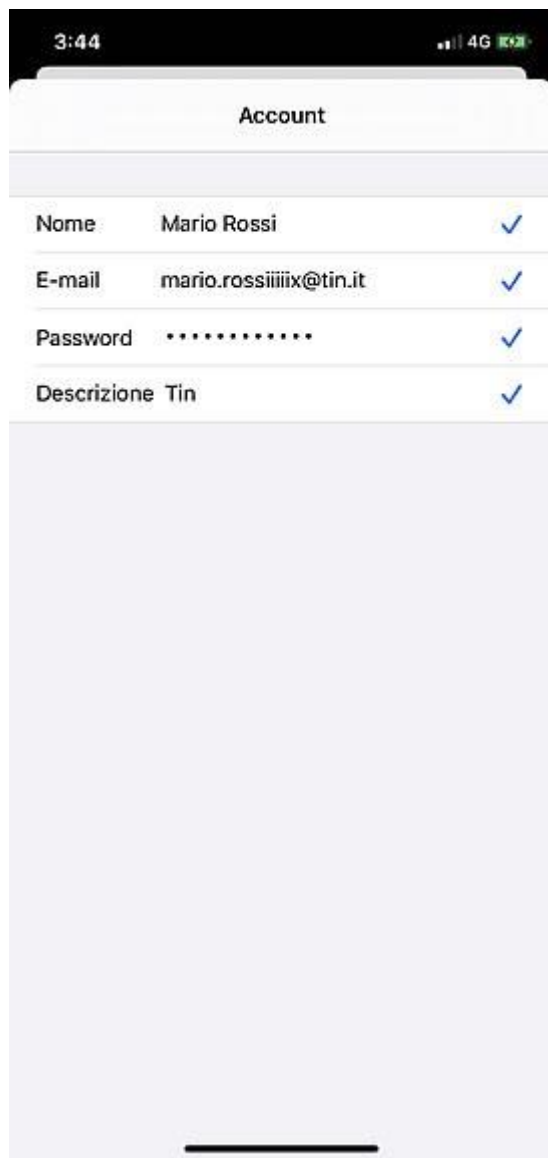 3:44
4G
Account
Nome Mario Rossi
E-mail mario.rossiiiiix@tin.it
Password ••••••••••••
Descrizione Tin